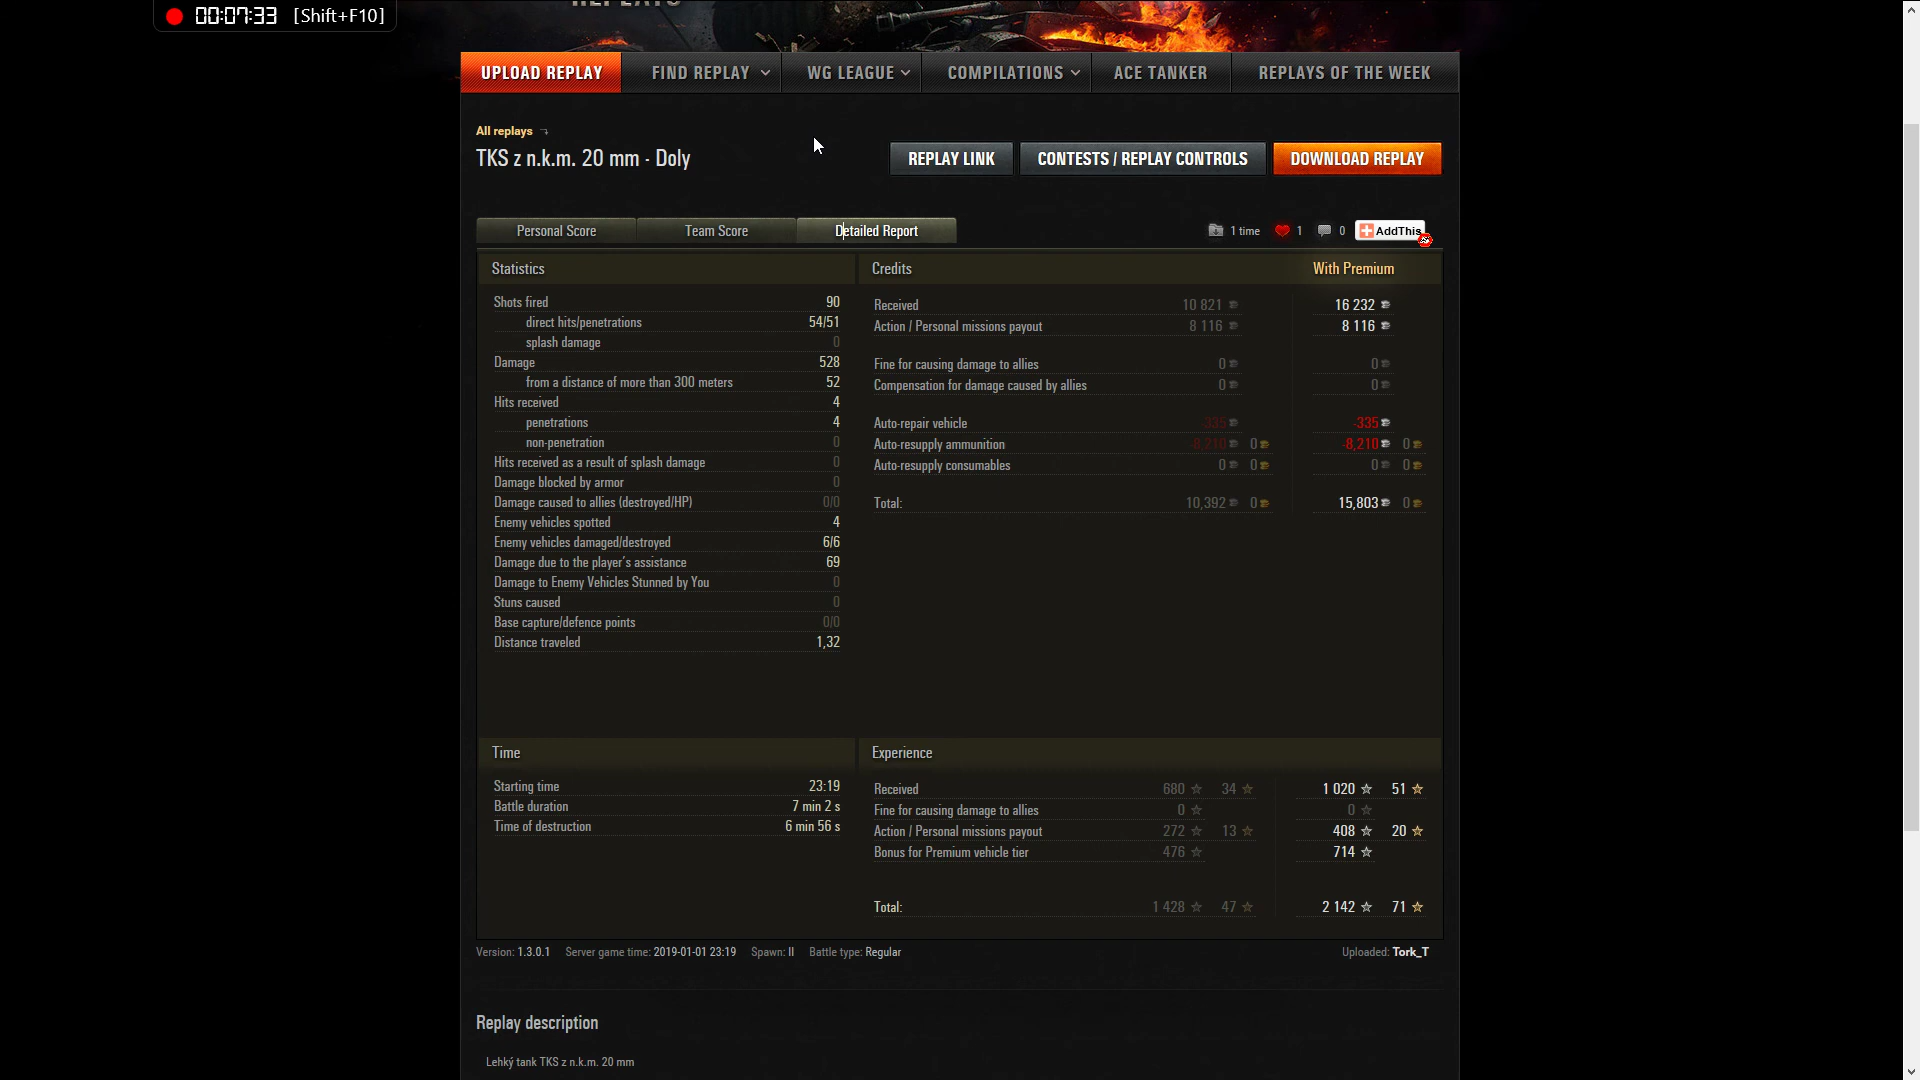 00:07:33 [Shift+F10]
REPLAYS
UPLOAD REPLAY FIND REPLAY WG LEAGUE COMPILATIONS ACE TANKER REPLAYS OF THE WEEK
All replays
TKS z n.k.m. 20 mm - Doly
REPLAY LINK CONTESTS / REPLAY CONTROLS DOWNLOAD REPLAY
Personal Score Team Score Detailed Report 1 time 1 0 AddThis
Statistics Credits With Premium
Shots fired 90
direct hits/penetrations 54/51
splash damage 0
Damage 528
from a distance of more than 300 meters 52
Hits received 4
penetrations 4
non-penetration 0
Hits received as a result of splash damage 0
Damage blocked by armor 0
Damage caused to allies (destroyed/HP) 0/0
Enemy vehicles spotted 4
Enemy vehicles damaged/destroyed 6/6
Damage due to the player's assistance 69
Damage to Enemy Vehicles Stunned by You 0
Stuns caused 0
Base capture/defence points 0/0
Distance traveled 1,32
Received 10 821 16 232
Action / Personal missions payout 8 116 8 116
Fine for causing damage to allies 0 0
Compensation for damage caused by allies 0 0
Auto-repair vehicle -335 -335
Auto-resupply ammunition -8,210 0 -8,210 0
Auto-resupply consumables 0 0 0 0
Total: 10,392 0 15,803 0
Time Experience
Starting time 23:19
Battle duration 7 min 2 s
Time of destruction 6 min 56 s
Received 680 34 1 020 51
Fine for causing damage to allies 0 0
Action / Personal missions payout 272 13 408 20
Bonus for Premium vehicle tier 476 714
Total: 1 428 47 2 142 71
Version: 1.3.0.1 Server game time: 2019-01-01 23:19 Spawn: II Battle type: Regular Uploaded: Tork_T
Replay description
Lehký tank TKS z n.k.m. 20 mm